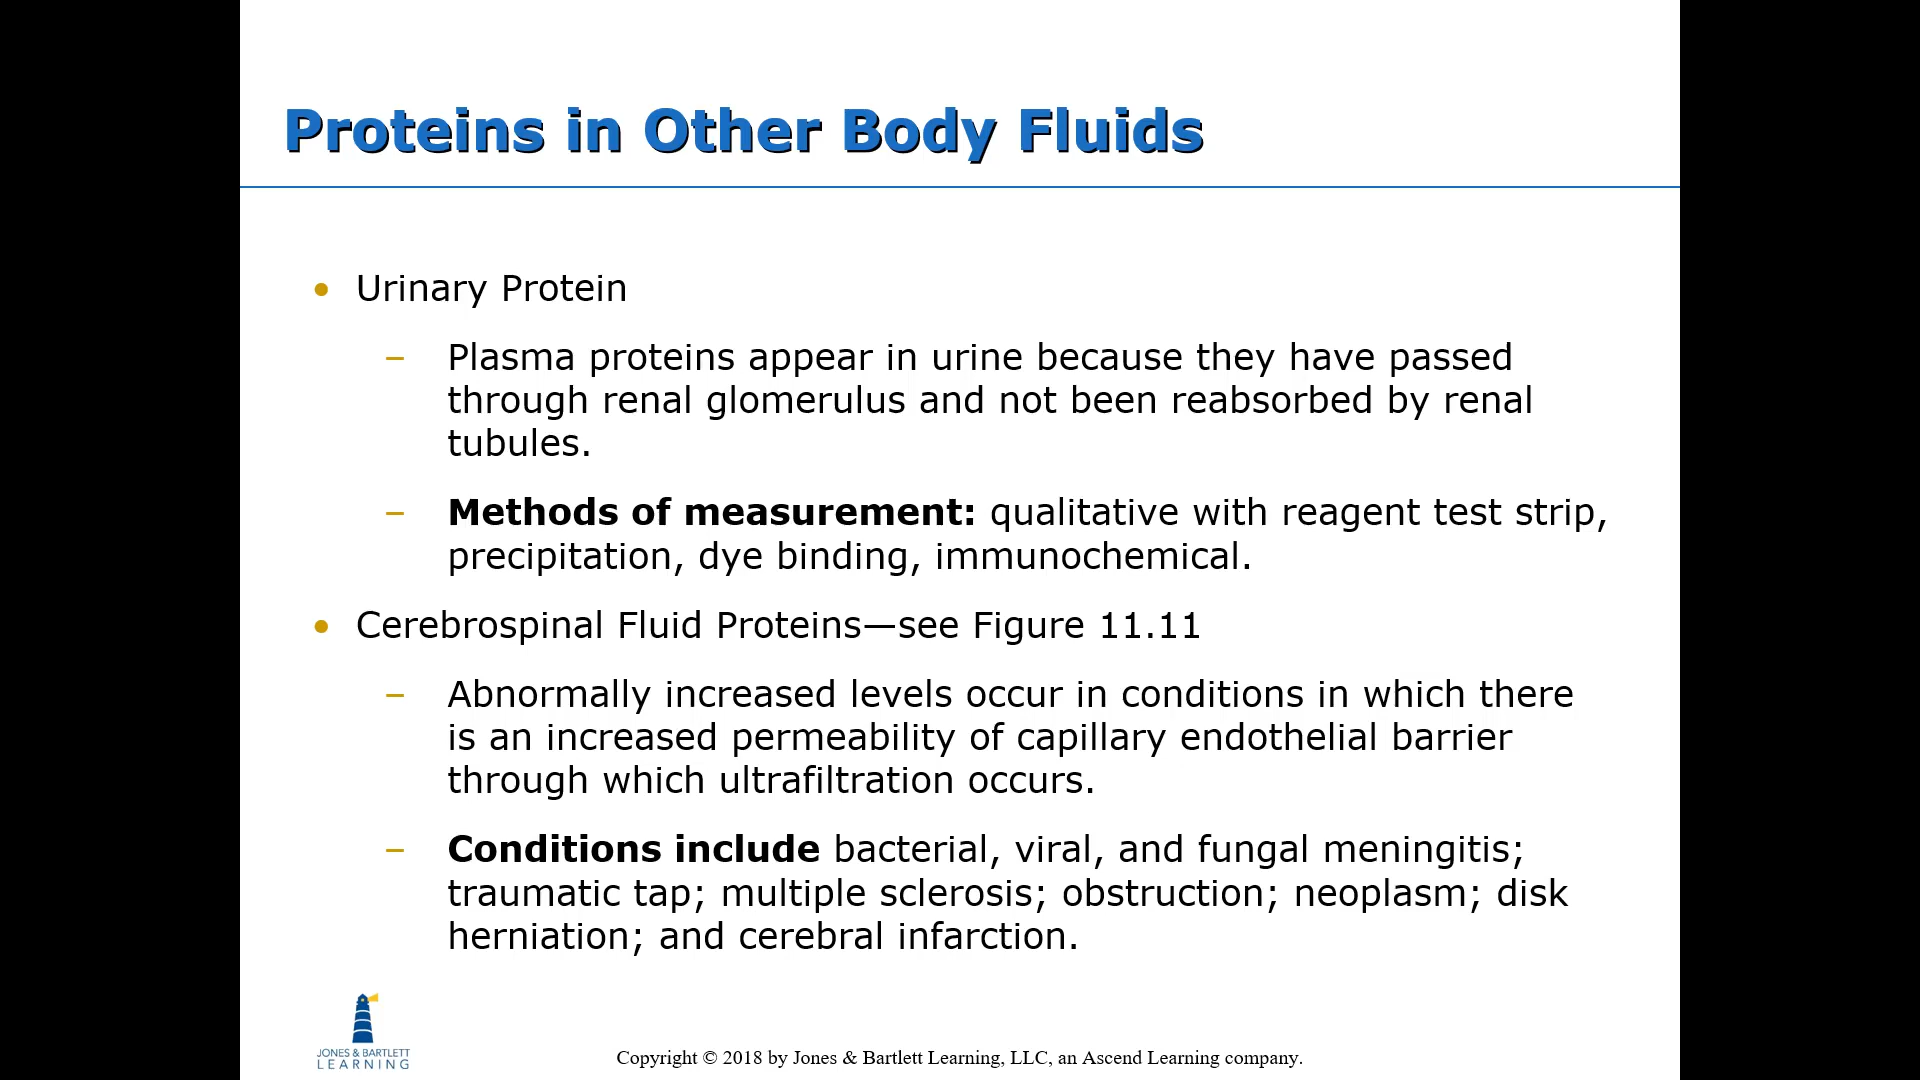 Proteins in Other Body Fluids
• Urinary Protein
– Plasma proteins appear in urine because they have passed
through renal glomerulus and not been reabsorbed by renal
tubules.
– Methods of measurement: qualitative with reagent test strip,
precipitation, dye binding, immunochemical.
• Cerebrospinal Fluid Proteins—see Figure 11.11
– Abnormally increased levels occur in conditions in which there
is an increased permeability of capillary endothelial barrier
through which ultrafiltration occurs.
– Conditions include bacterial, viral, and fungal meningitis;
traumatic tap; multiple sclerosis; obstruction; neoplasm; disk
herniation; and cerebral infarction.
JONES & BARTLETT
LEARNING
Copyright © 2018 by Jones & Bartlett Learning, LLC, an Ascend Learning company.